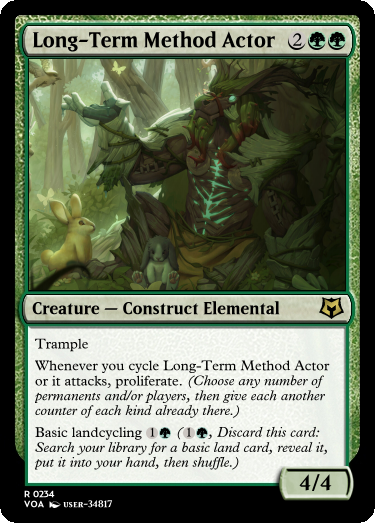 Long-Term Method Actor 2
Creature — Construct Elemental
Trample
Whenever you cycle Long-Term Method Actor
or it attacks, proliferate. (Choose any number of
permanents and/or players, then give each another
counter of each kind already there.)
Basic landcycling 1 (1, Discard this card:
Search your library for a basic land card, reveal it,
put it into your hand, then shuffle.)
4/4
R 0234
VOA USER-34817